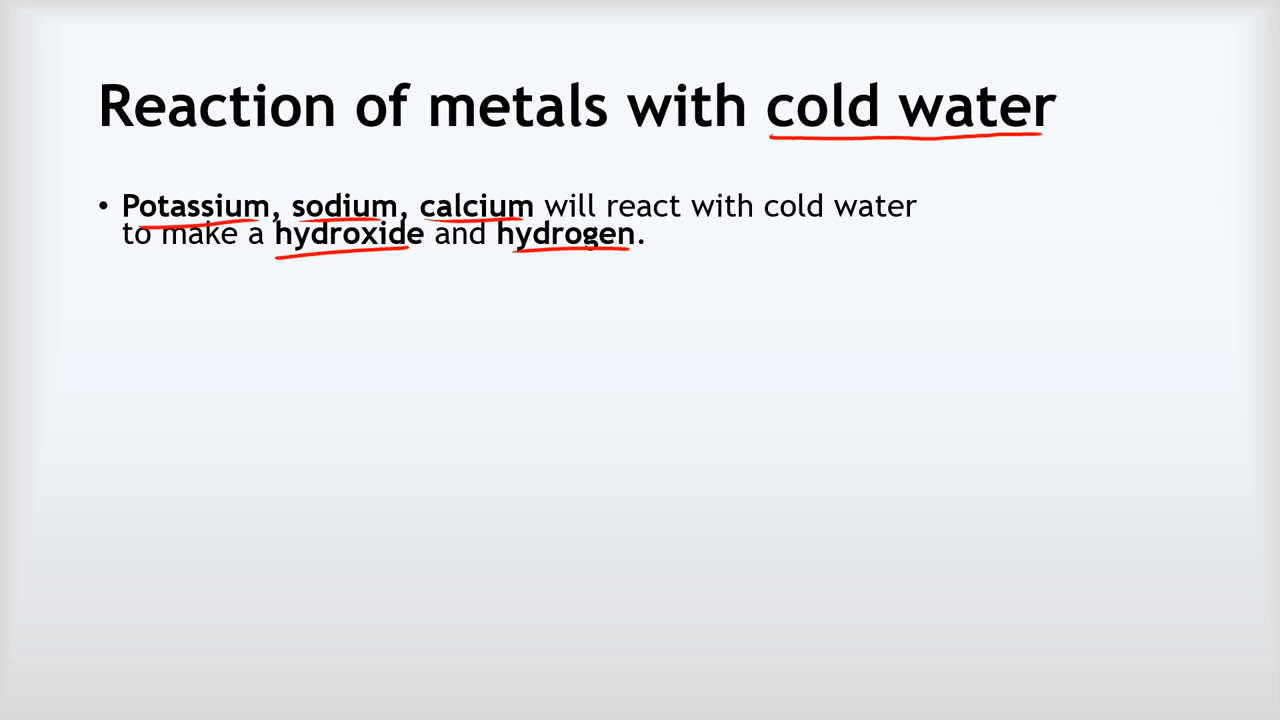 Reaction of metals with cold water
• Potassium, sodium, calcium will react with cold water
to make a hydroxide and hydrogen.